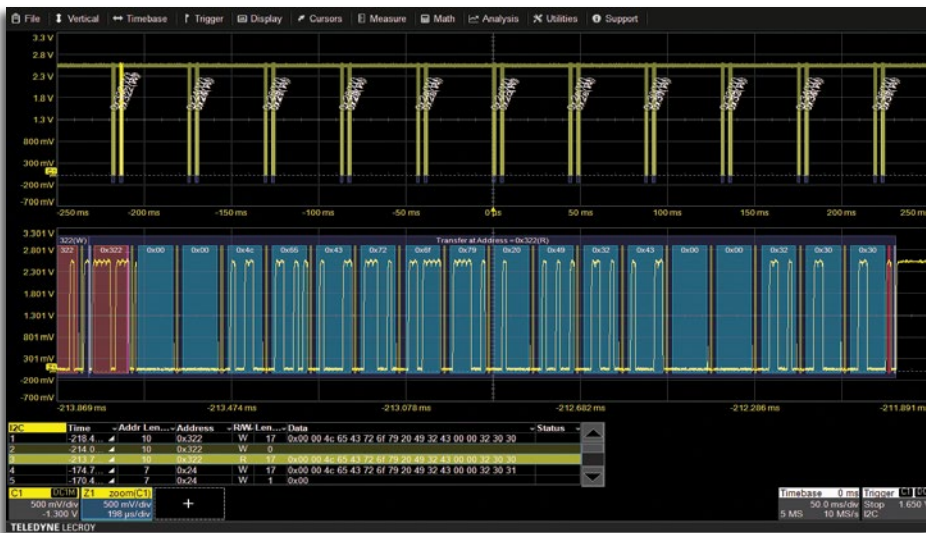 File Vertical Timebase Trigger Display Cursors Measure Math Analysis Utilities Support
3.3 V
2.8 V
2.3 V
1.8 V
1.3 V
800 mV
300 mV
C1
-200 mV
-700 mV
-250 ms -200 ms -150 ms -100 ms -50 ms 0 ps 50 ms 100 ms 150 ms 200 ms 250 m
3.301 V
322(W) Transfer at Address = 0x322(R)
2.801 V 322 0x322 0x00 0x00 0x4c 0x65 0x43 0x72 0x6f 0x79 0x20 0x49 0x32 0x43 0x00 0x00 0x32 0x30 0x30
2.301 V
1.801 V
1.301 V
801 mV
301 mV
-200 mV
-700 mV
-213.869 ms -213.474 ms -213.078 ms -212.682 ms -212.286 ms -211.891 m
I2C Time Addr Len... Address R/W Len... Data Status
1 -218.4... 10 0x322 W 17 0x00 00 4c 65 43 72 6f 79 20 49 32 43 00 00 32 30 30
2 -214.0... 10 0x322 W 0
3 -213.7 10 0x322 R 17 0x00 00 4c 65 43 72 6f 79 20 49 32 43 00 00 32 30 30
4 -174.7... 7 0x24 W 17 0x00 00 4c 65 43 72 6f 79 20 49 32 43 00 00 32 30 31
5 -170.0... 7 0x24 W 1 0x00
C1 DC1M Z1 zoom(C1) Timebase 0 ms Trigger C1 DC
500 mV/div 500 mV/div 50.0 ms/div Stop 1.650
-1.300 V 198 µs/div + 5 MS 10 MS/s I2C
TELEDYNE LECROY